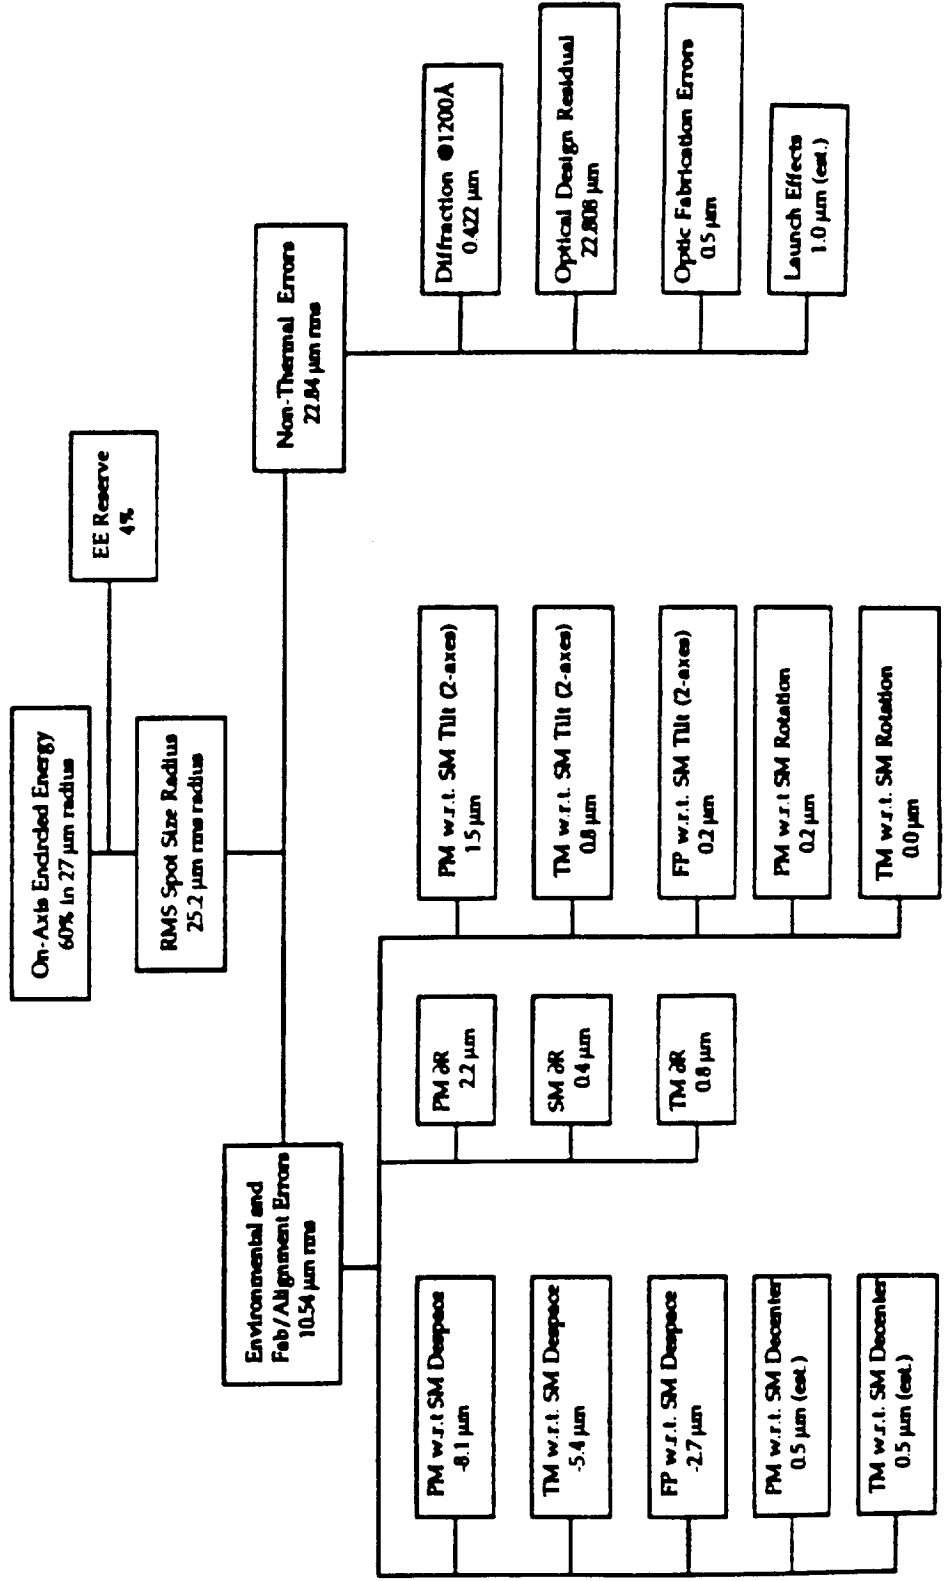 On-Axis Encircled Energy
60% in 27 µm radius
EE Reserve
4%
RMS Spot Size Radius
25.2 µm rms radius
Environmental and
Fab/Alignment Errors
10.54 µm rms
Non-Thermal Errors
22.84 µm rms
PM w.r.t SM Despace
-8.1 µm
TM w.r.t. SM Despace
-5.4 µm
FP w.r.t. SM Despace
-2.7 µm
PM w.r.t. SM Decenter
0.5 µm (est.)
TM w.r.t. SM Decenter
0.5 µm (est.)
PM ∂R
2.2 µm
SM ∂R
0.4 µm
TM ∂R
0.8 µm
PM w.r.t. SM Tilt (2-axes)
1.5 µm
TM w.r.t. SM Tilt (2-axes)
0.8 µm
FP w.r.t. SM Tilt (2-axes)
0.2 µm
PM w.r.t SM Rotation
0.2 µm
TM w.r.t. SM Rotation
0.0 µm
Diffraction @1200Å
0.422 µm
Optical Design Residual
22.808 µm
Optic Fabrication Errors
0.5 µm
Launch Effects
1.0 µm (est.)